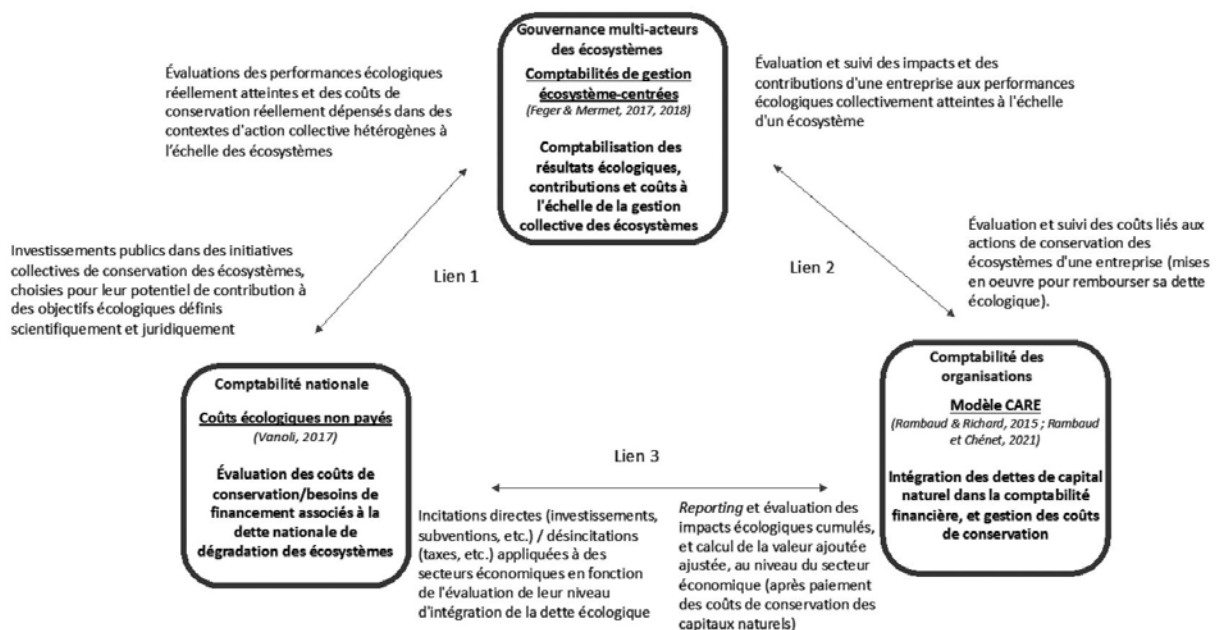 Gouvernance multi-acteurs
des écosystèmes
Comptabilités de gestion
écosystème-centrées
(Feger & Mermet, 2017, 2018)
Comptabilisation des
résultats écologiques,
contributions et coûts à
l'échelle de la gestion
collective des écosystèmes
Évaluations des performances écologiques
réellement atteintes et des coûts de
conservation réellement dépensés dans des
contextes d'action collective hétérogènes à
l'échelle des écosystèmes
Évaluation et suivi des impacts et des
contributions d'une entreprise aux performances
écologiques collectivement atteintes à l'échelle
d'un écosystème
Investissements publics dans des initiatives
collectives de conservation des écosystèmes,
choisies pour leur potentiel de contribution à
des objectifs écologiques définis
scientifiquement et juridiquement
Lien 1
Lien 2
Évaluation et suivi des coûts liés aux
actions de conservation des
écosystèmes d'une entreprise (mises
en oeuvre pour rembourser sa dette
écologique).
Comptabilité nationale
Coûts écologiques non payés
(Vanoli, 2017)
Évaluation des coûts de
conservation/besoins de
financement associés à la
dette nationale de
dégradation des écosystèmes
Comptabilité des
organisations
Modèle CARE
(Rambaud & Richard, 2015 ; Rambaud
et Chénet, 2021)
Intégration des dettes de capital
naturel dans la comptabilité
financière, et gestion des coûts
de conservation
Lien 3
Incitations directes (investissements,
subventions, etc.) / désincitations
(taxes, etc.) appliquées à des
secteurs économiques en fonction
de l'évaluation de leur niveau
d'intégration de la dette écologique
Reporting et évaluation des
impacts écologiques cumulés,
et calcul de la valeur ajoutée
ajustée, au niveau du secteur
économique (après paiement
des coûts de conservation des
capitaux naturels)